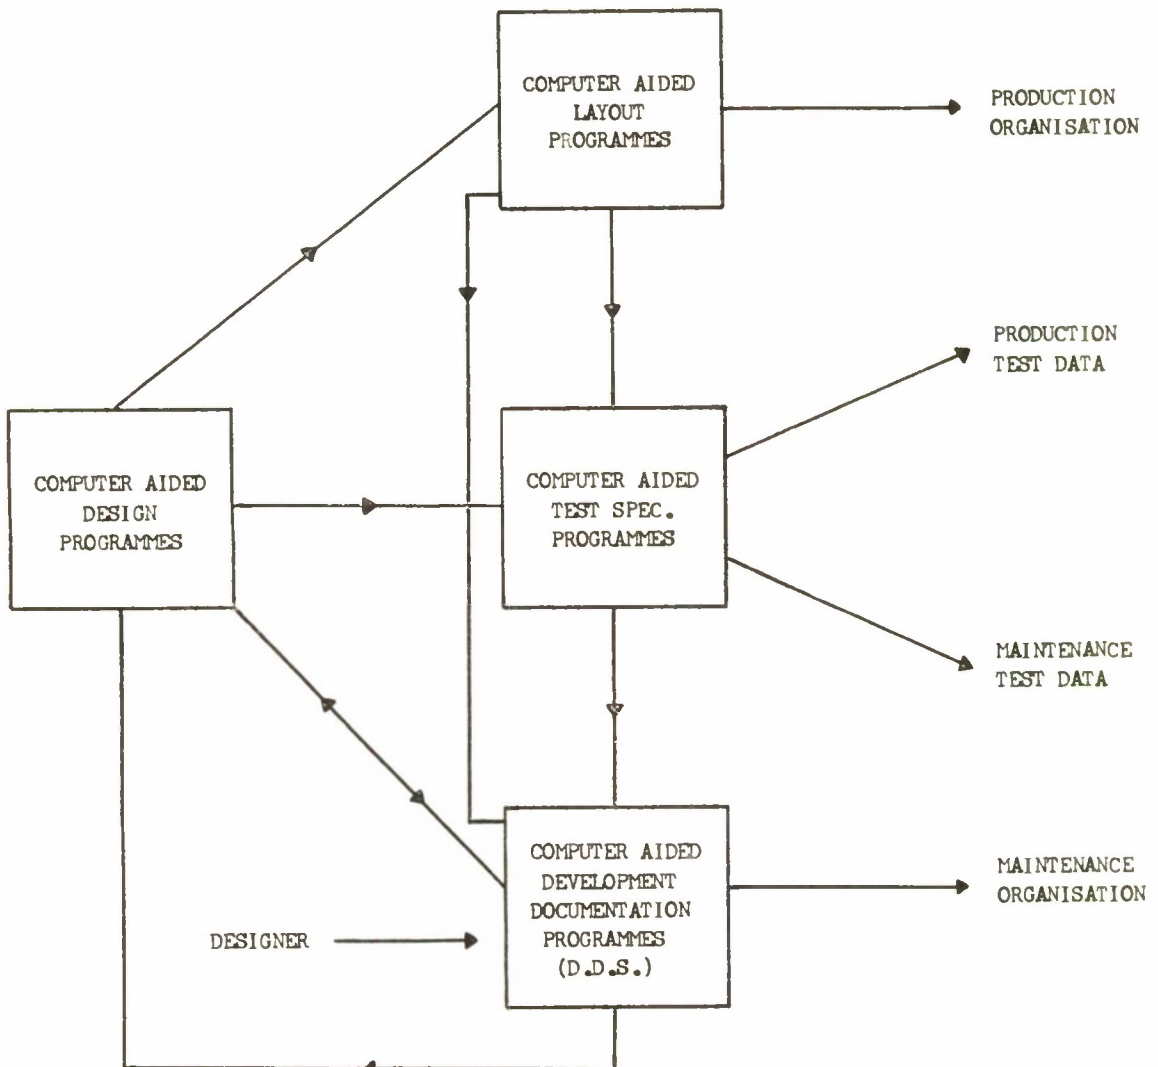 COMPUTER AIDED
LAYOUT
PROGRAMMES
PRODUCTION
ORGANISATION
PRODUCTION
TEST DATA
COMPUTER AIDED
DESIGN
PROGRAMMES
COMPUTER AIDED
TEST SPEC.
PROGRAMMES
MAINTENANCE
TEST DATA
COMPUTER AIDED
DEVELOPMENT
DOCUMENTATION
PROGRAMMES
(D.D.S.)
MAINTENANCE
ORGANISATION
DESIGNER